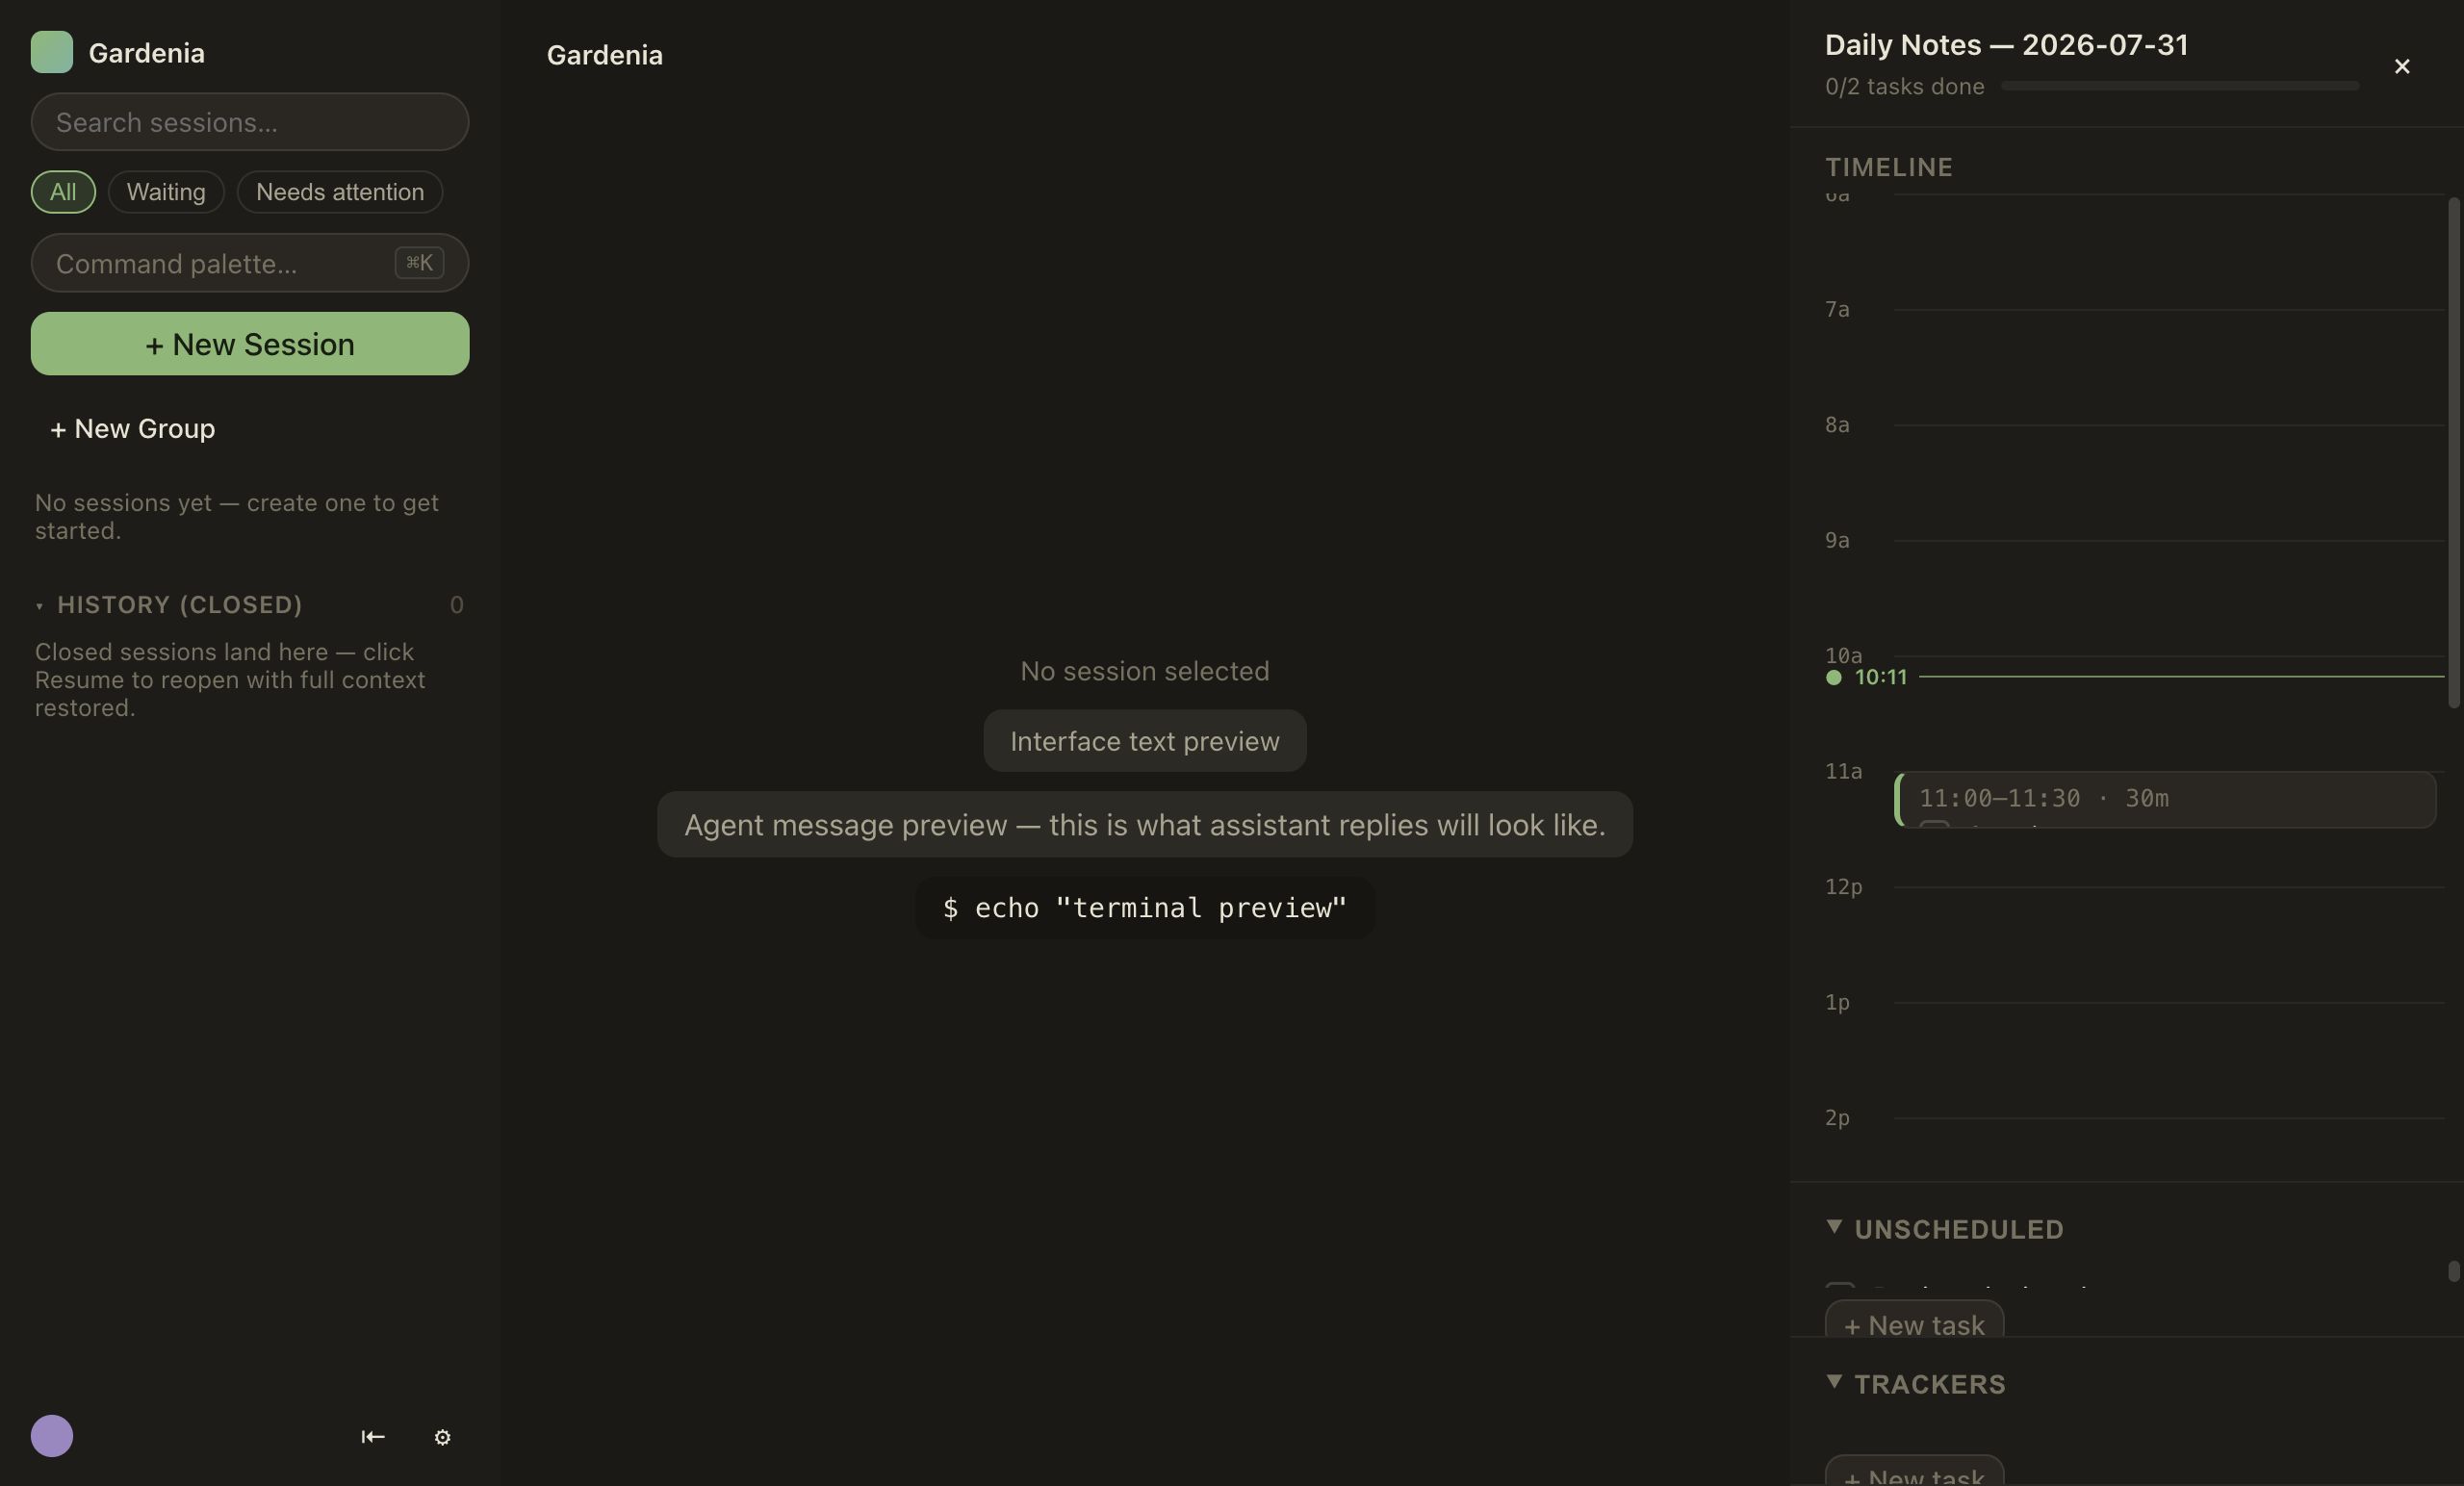 Gardenia
Search sessions...
All
Waiting
Needs attention
Command palette...
⌘K
+ New Session
+ New Group
No sessions yet — create one to get
started.
▾ HISTORY (CLOSED) 0
Closed sessions land here — click
Resume to reopen with full context
restored.
Gardenia
No session selected
Interface text preview
Agent message preview — this is what assistant replies will look like.
$ echo "terminal preview"
Daily Notes — 2026-07-31
0/2 tasks done
TIMELINE
6a
7a
8a
9a
10a
10:11
11a
11:00–11:30 · 30m
12p
1p
2p
▼ UNSCHEDULED
+ New task
▼ TRACKERS
+ New task